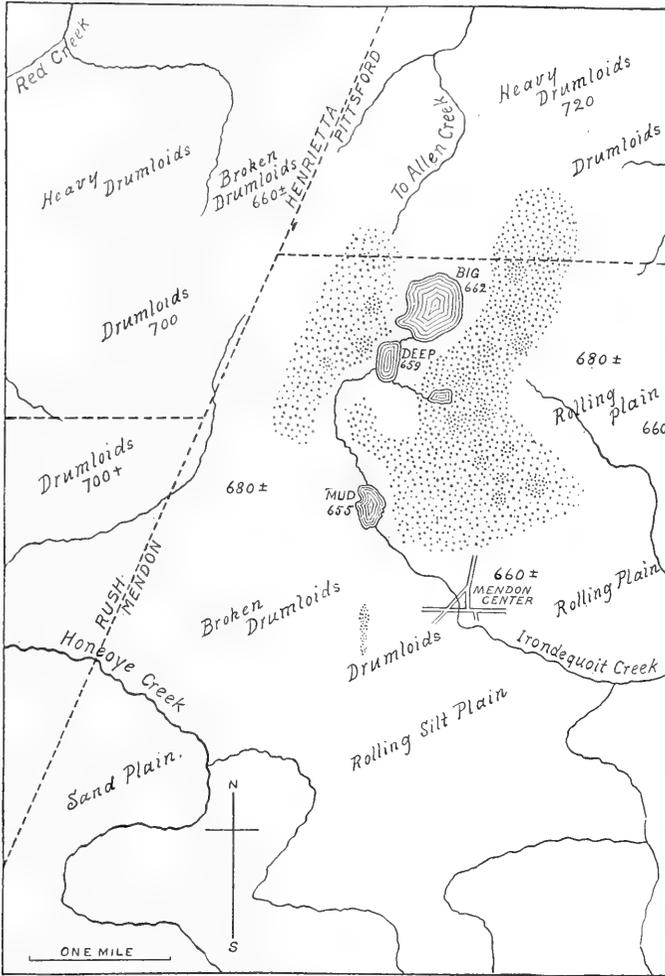 Red Creek
HENRIETTA
PITTSFORD
To Allen Creek
Heavy
Drumloids
720
Drumloids
Heavy Drumloids
Broken
Drumloids
660±
BIG
662
Drumloids
700
DEEP
659
680±
Rolling Plain
660
Drumloids
700+
680±
MUD
655
RUSH
MENDON
660±
MENDON
CENTER
Rolling Plain
Broken
Drumloids
Drumloids
Irondequoit Creek
Honeoye Creek
Rolling Silt Plain
Sand Plain.
N
S
ONE MILE